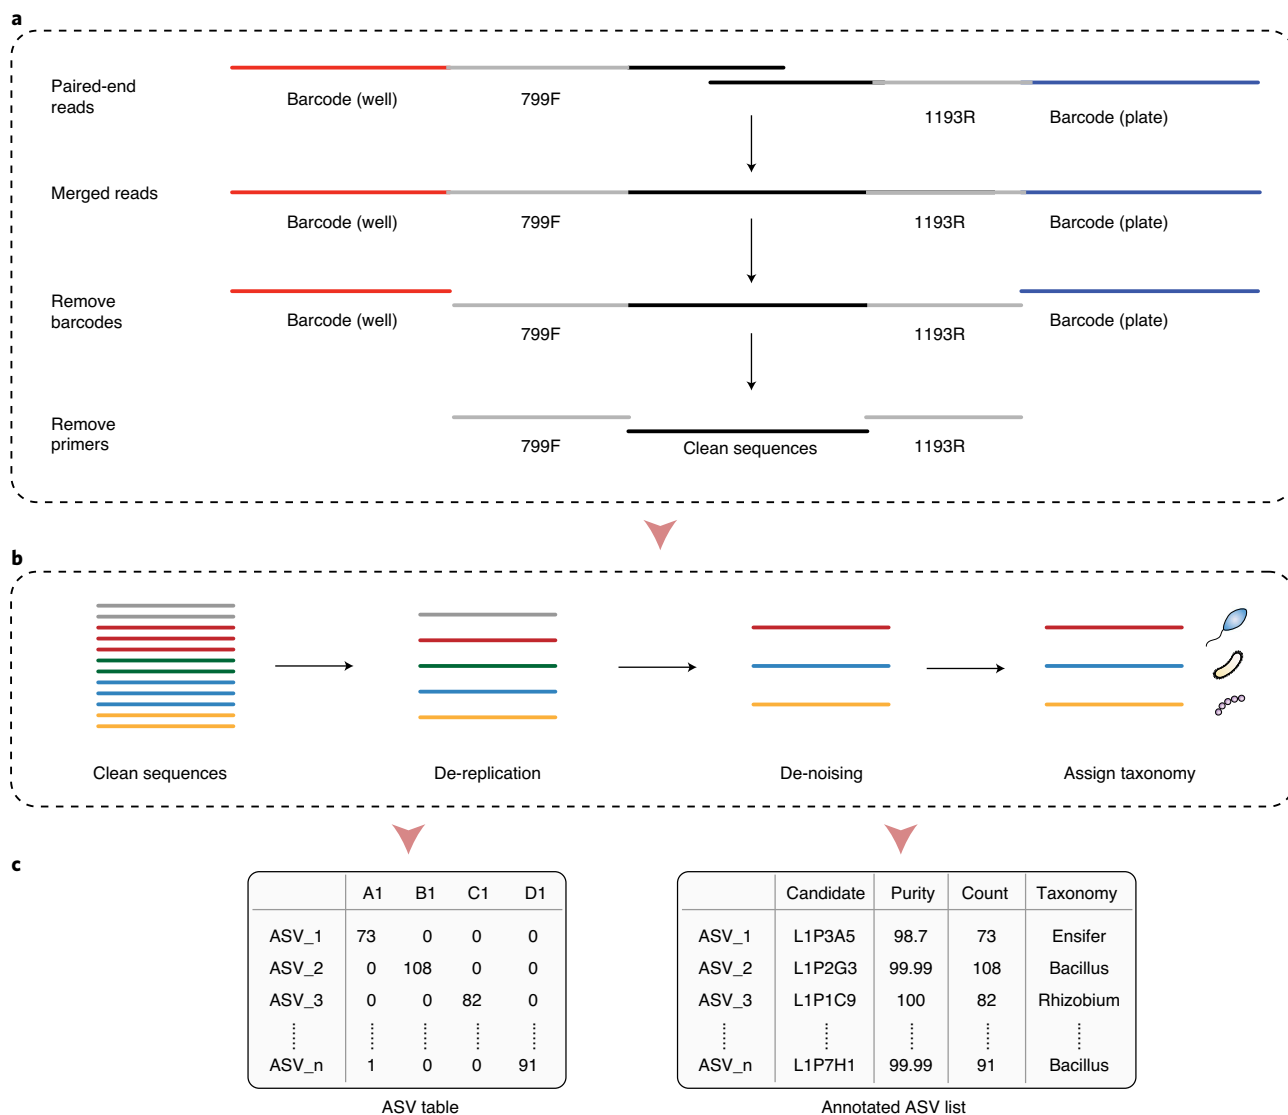 a
Paired-end
reads
Barcode (well)
799F
1193R
Barcode (plate)
Merged reads
Barcode (well)
799F
1193R
Barcode (plate)
Remove
barcodes
Barcode (well)
799F
1193R
Barcode (plate)
Remove
primers
799F
Clean sequences
1193R
b
Clean sequences
De-replication
De-noising
Assign taxonomy
c
A1 B1 C1 D1
ASV_1 73 0 0 0
ASV_2 0 108 0 0
ASV_3 0 0 82 0
ASV_n 1 0 0 91
ASV table
Candidate Purity Count Taxonomy
ASV_1 L1P3A5 98.7 73 Ensifer
ASV_2 L1P2G3 99.99 108 Bacillus
ASV_3 L1P1C9 100 82 Rhizobium
ASV_n L1P7H1 99.99 91 Bacillus
Annotated ASV list